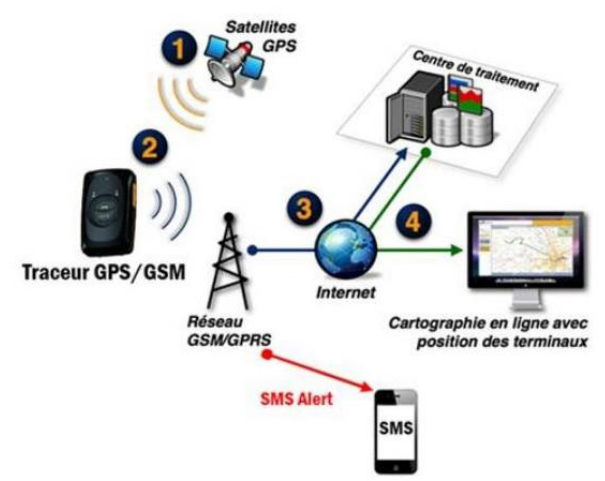 Satellites
GPS
1
Centre de traitement
2
3
4
Traceur GPS/GSM
Internet
Réseau
GSM/GPRS
Cartographie en ligne avec
position des terminaux
SMS Alert
SMS